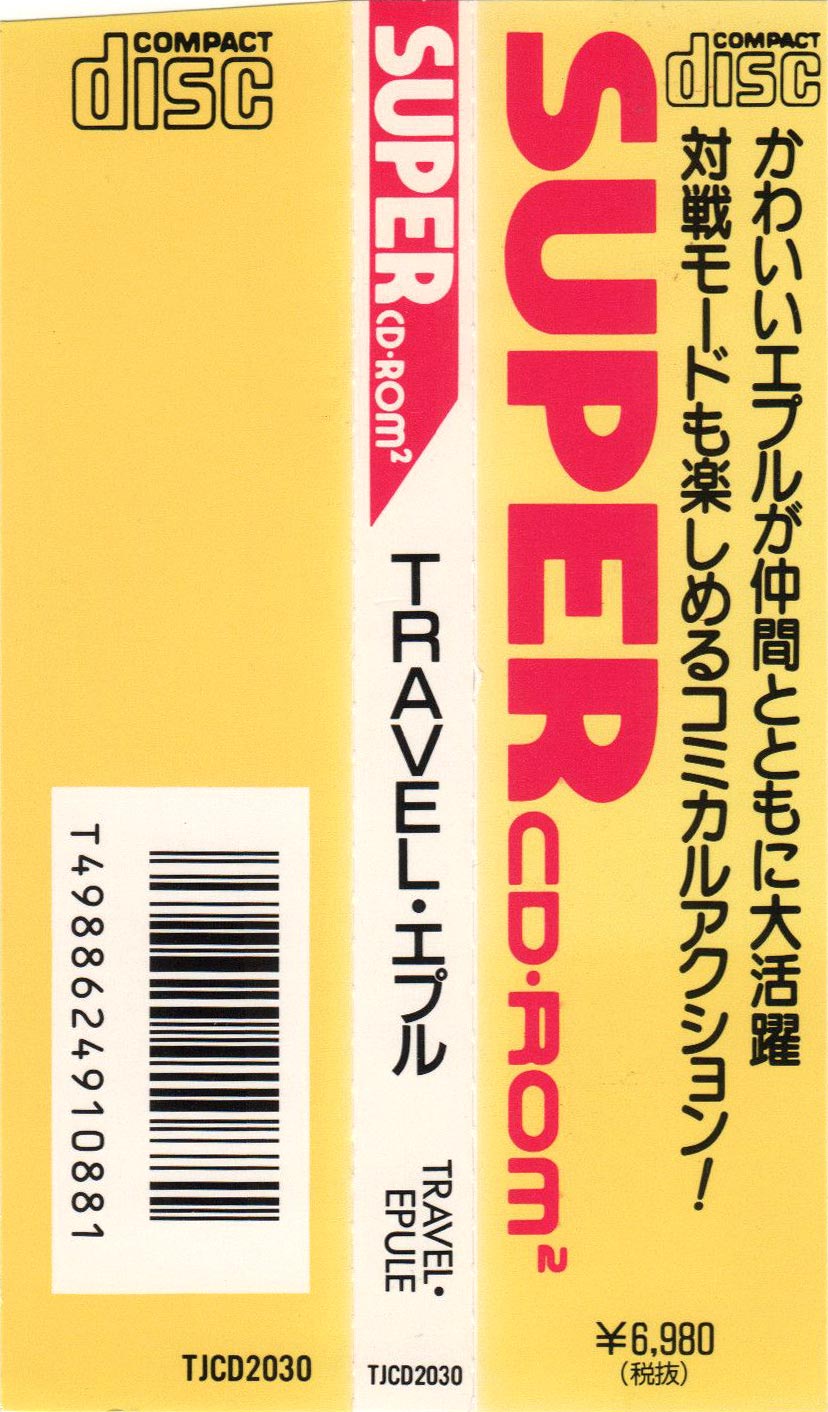 COMPACT
disc
T4988624910881
TJCD2030
SUPER
CD-ROM²
TRAVEL・エプル
TRAVEL・
EPULE
TJCD2030
COMPACT
disc
かわいいエプルが仲間とともに大活躍
対戦モードも楽しめるコミカルアクション！
SUPER
CD-ROM²
¥6,980
(税抜)